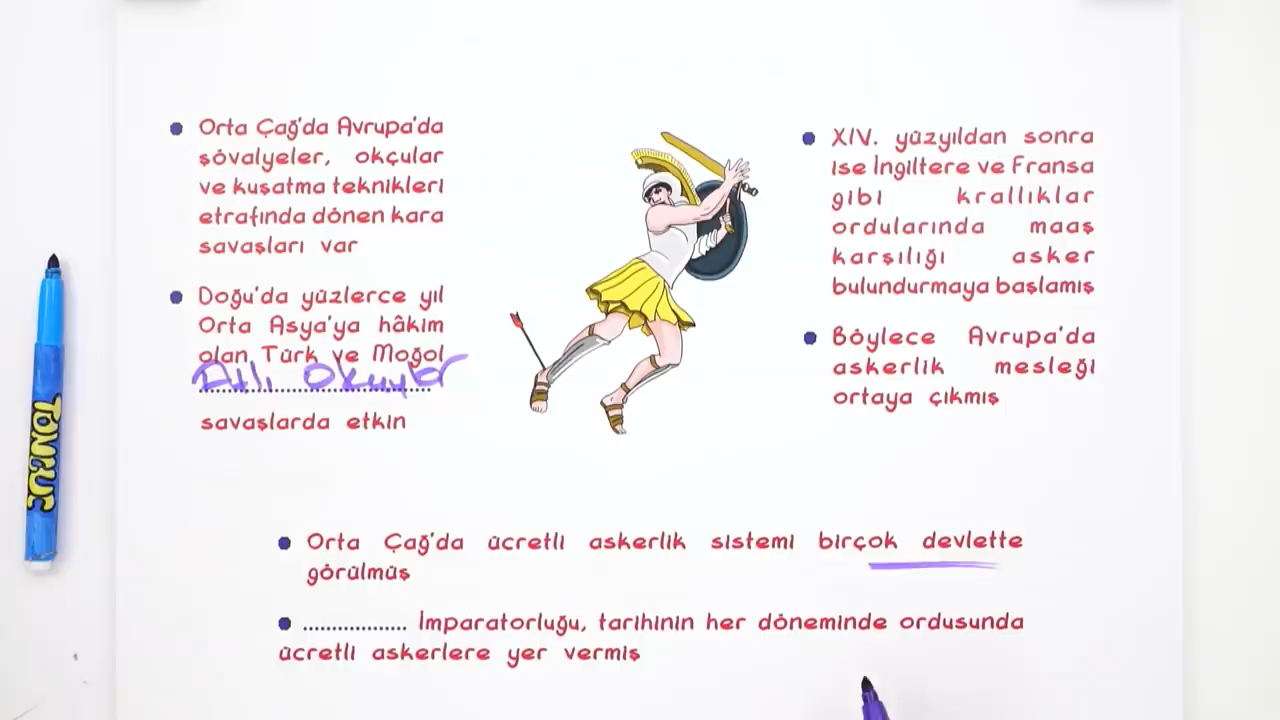 Orta Çağ'da Avrupa'da
şövalyeler, okçular
ve kuşatma teknikleri
etrafında dönen kara
savaşları var
Doğu'da yüzlerce yıl
Orta Asya'ya hâkim
olan Türk ve Moğol
Atlı Okçular
savaşlarda etkin
XIV. yüzyıldan sonra
ise İngiltere ve Fransa
gibi krallıklar
ordularında maaş
karşılığı asker
bulundurmaya başlamış
Böylece Avrupa'da
askerlik mesleği
ortaya çıkmış
Orta Çağ'da ücretli askerlik sistemi birçok devlette
görülmüş
.................. İmparatorluğu, tarihinin her döneminde ordusunda
ücretli askerlere yer vermiş
TONGUÇ